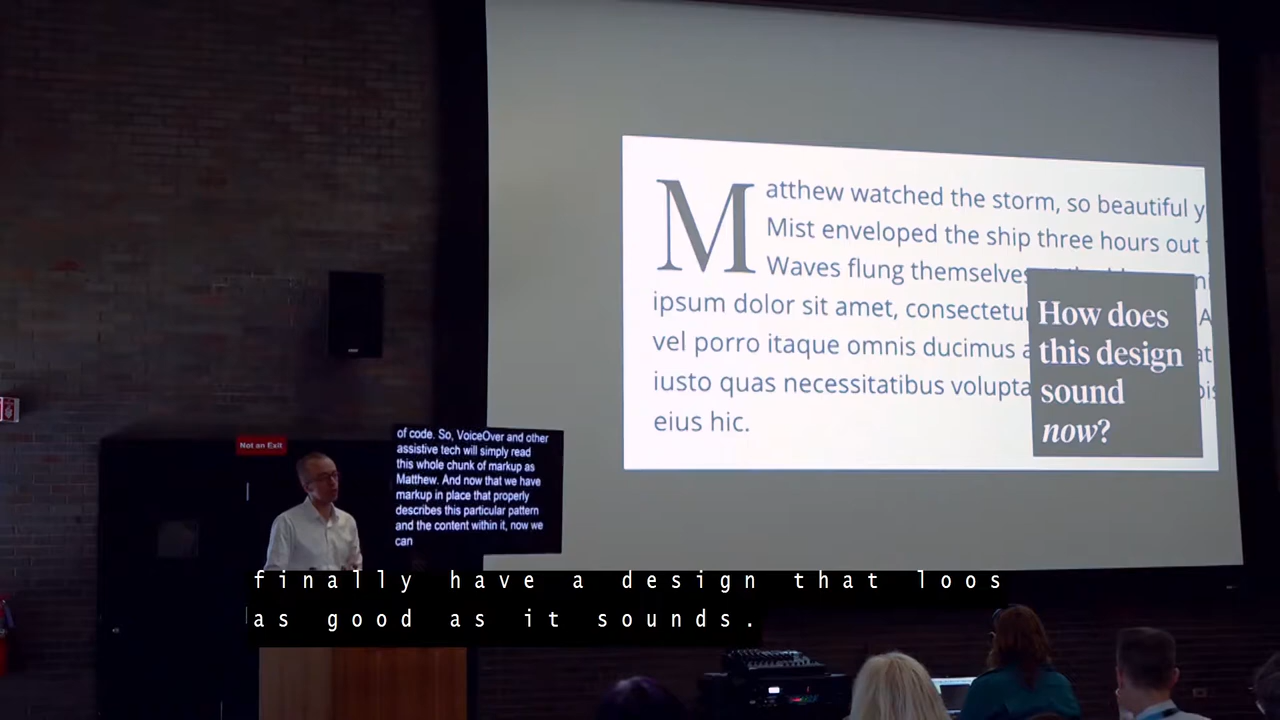 M
atthew watched the storm, so beautiful y
Mist enveloped the ship three hours out
Waves flung themselves
ipsum dolor sit amet, consectetu
vel porro itaque omnis ducimus a
iusto quas necessitatibus volupta
eius hic.
How does
this design
sound
now?
Not an Exit
of code. So, VoiceOver and other
assistive tech will simply read
this whole chunk of markup as
Matthew. And now that we have
markup in place that properly
describes this particular pattern
and the content within it, now we
can
finally have a design that loos
as good as it sounds.